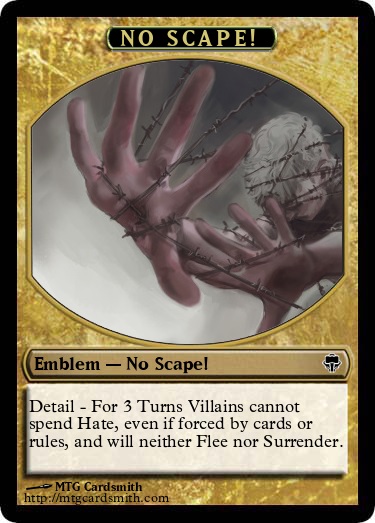 NO SCAPE!
Emblem — No Scape!
Detail - For 3 Turns Villains cannot
spend Hate, even if forced by cards or
rules, and will neither Flee nor Surrender.
MTG Cardsmith
http://mtgcardsmith.com